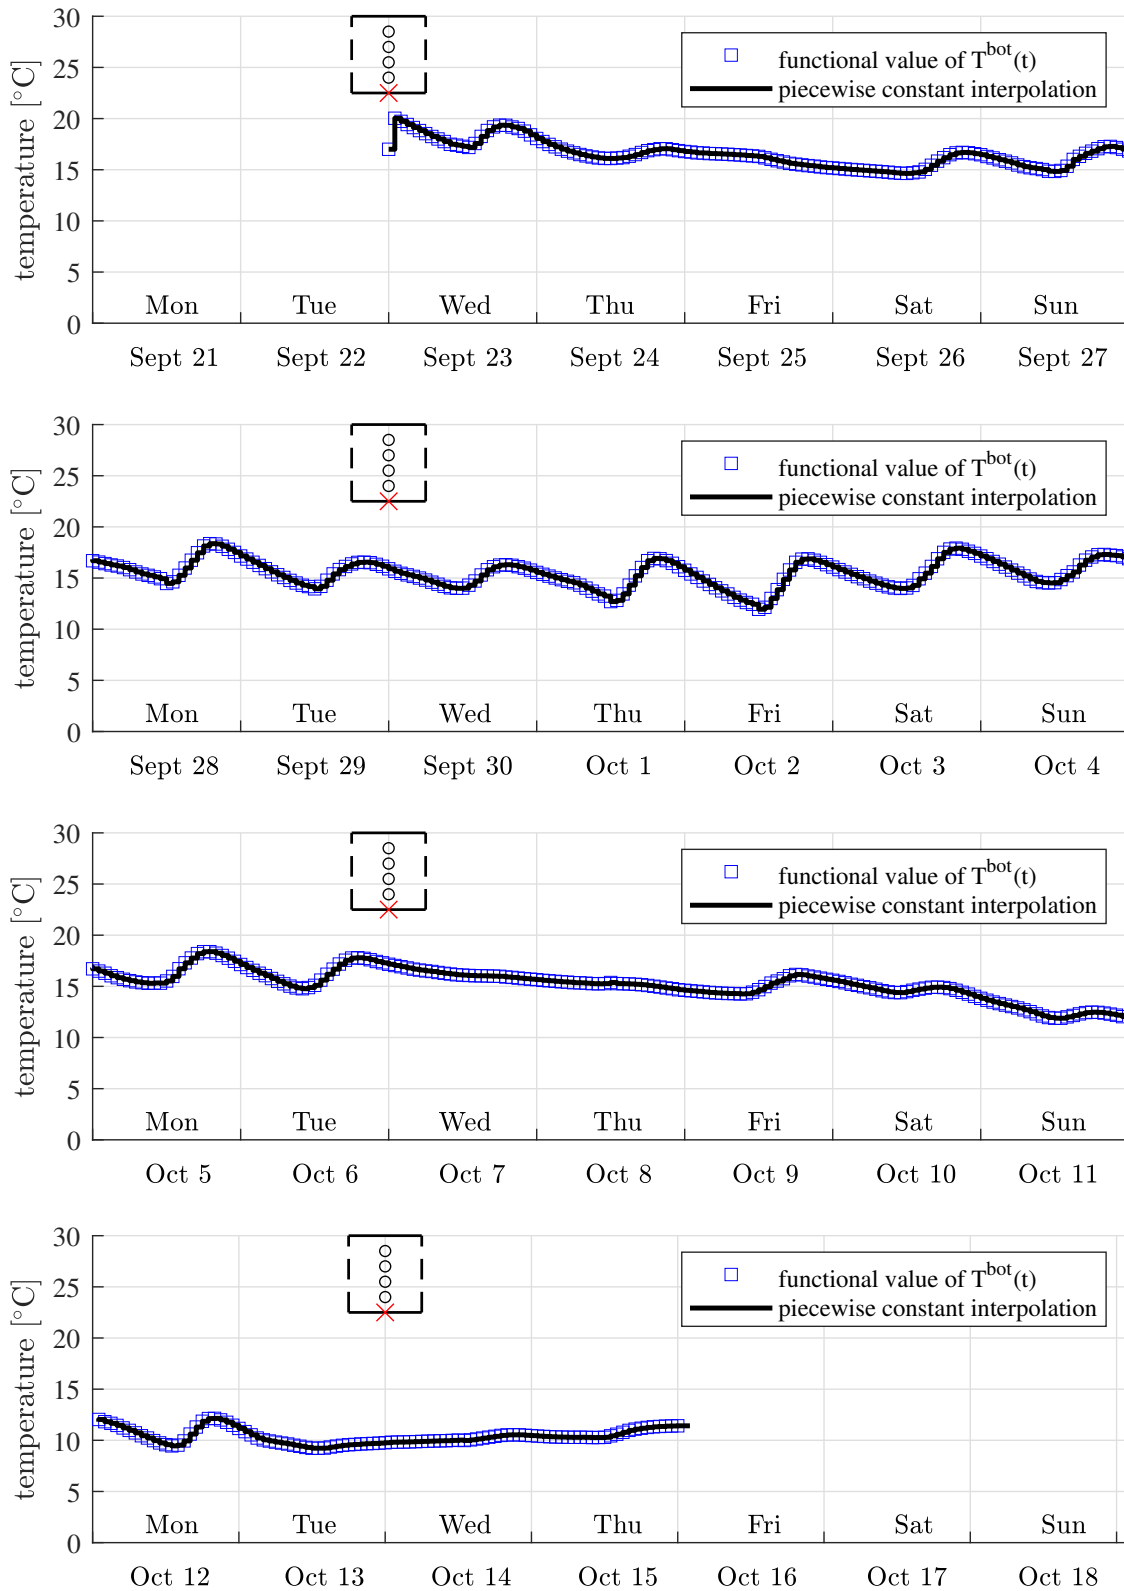 30
25
20
15
10
5
0
temperature [°C]
functional value of T^bot(t)
piecewise constant interpolation
Mon Tue Wed Thu Fri Sat Sun
Sept 21 Sept 22 Sept 23 Sept 24 Sept 25 Sept 26 Sept 27
30
25
20
15
10
5
0
temperature [°C]
functional value of T^bot(t)
piecewise constant interpolation
Mon Tue Wed Thu Fri Sat Sun
Sept 28 Sept 29 Sept 30 Oct 1 Oct 2 Oct 3 Oct 4
30
25
20
15
10
5
0
temperature [°C]
functional value of T^bot(t)
piecewise constant interpolation
Mon Tue Wed Thu Fri Sat Sun
Oct 5 Oct 6 Oct 7 Oct 8 Oct 9 Oct 10 Oct 11
30
25
20
15
10
5
0
temperature [°C]
functional value of T^bot(t)
piecewise constant interpolation
Mon Tue Wed Thu Fri Sat Sun
Oct 12 Oct 13 Oct 14 Oct 15 Oct 16 Oct 17 Oct 18